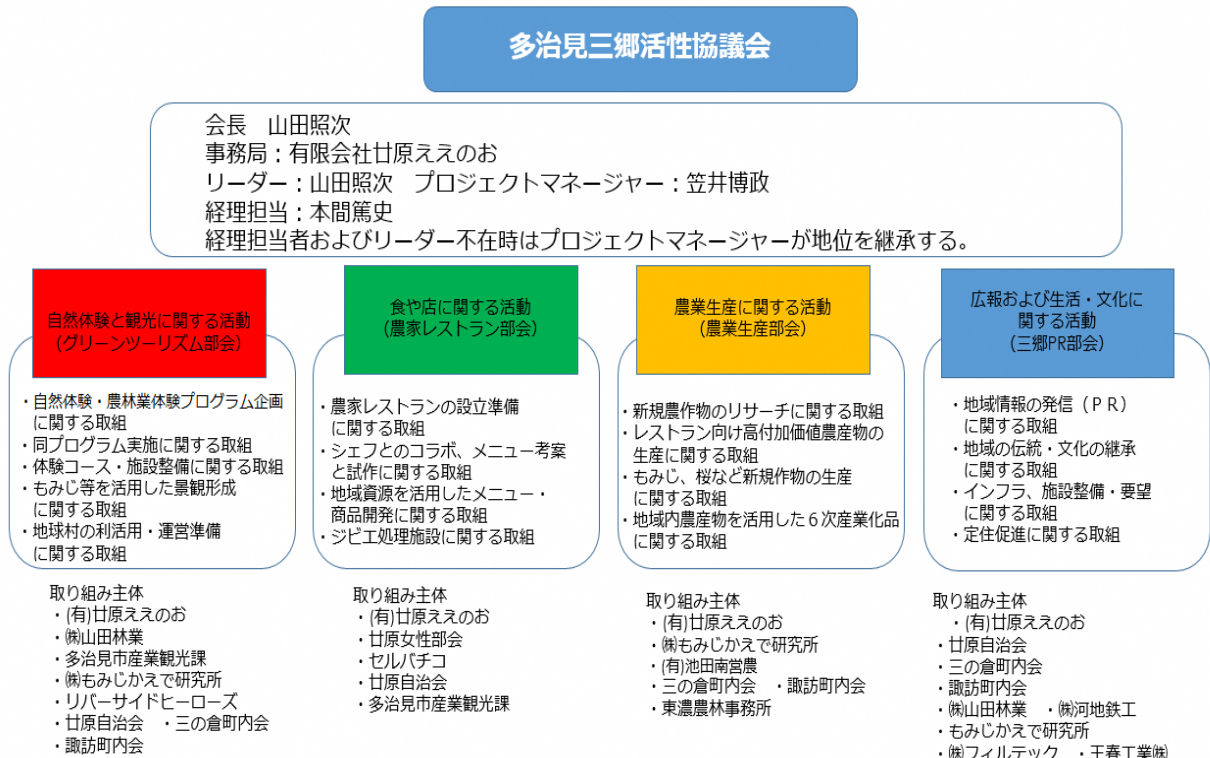 多治見三郷活性協議会
会長　山田照次
事務局：有限会社廿原ええのお
リーダー：山田照次　プロジェクトマネージャー：笠井博政
経理担当：本間篤史
経理担当者およびリーダー不在時はプロジェクトマネージャーが地位を継承する。
自然体験と観光に関する活動
（グリーンツーリズム部会）
・自然体験・農林業体験プログラム企画
に関する取組
・同プログラム実施に関する取組
・体験コース・施設整備に関する取組
・もみじ等を活用した景観形成
に関する取組
・地球村の利活用・運営準備
に関する取組
取り組み主体
・(有)廿原ええのお
・㈱山田林業
・多治見市産業観光課
・㈱もみじかえで研究所
・リバーサイドヒーローズ
・廿原自治会　・三の倉町内会
・諏訪町内会
食や店に関する活動
（農家レストラン部会）
・農家レストランの設立準備
に関する取組
・シェフとのコラボ、メニュー考案
と試作に関する取組
・地域資源を活用したメニュー・
商品開発に関する取組
・ジビエ処理施設に関する取組
取り組み主体
・(有)廿原ええのお
・廿原女性部会
・セルバチコ
・廿原自治会
・多治見市産業観光課
農業生産に関する活動
（農業生産部会）
・新規農作物のリサーチに関する取組
・レストラン向け高付加価値農産物の
生産に関する取組
・もみじ、桜など新規作物の生産
に関する取組
・地域内農産物を活用した６次産業化品
に関する取組
取り組み主体
・(有)廿原ええのお
・㈱もみじかえで研究所
・(有)池田南営農
・三の倉町内会　・諏訪町内会
・東濃農林事務所
広報および生活・文化に
関する活動
（三郷PR部会）
・地域情報の発信（ＰＲ）
に関する取組
・地域の伝統・文化の継承
に関する取組
・インフラ、施設整備・要望
に関する取組
・定住促進に関する取組
取り組み主体
・(有)廿原ええのお
・廿原自治会
・三の倉町内会
・諏訪町内会
・㈱山田林業　・㈱河地鉄工
・もみじかえで研究所
・㈱フィルテック　・王春工業㈱